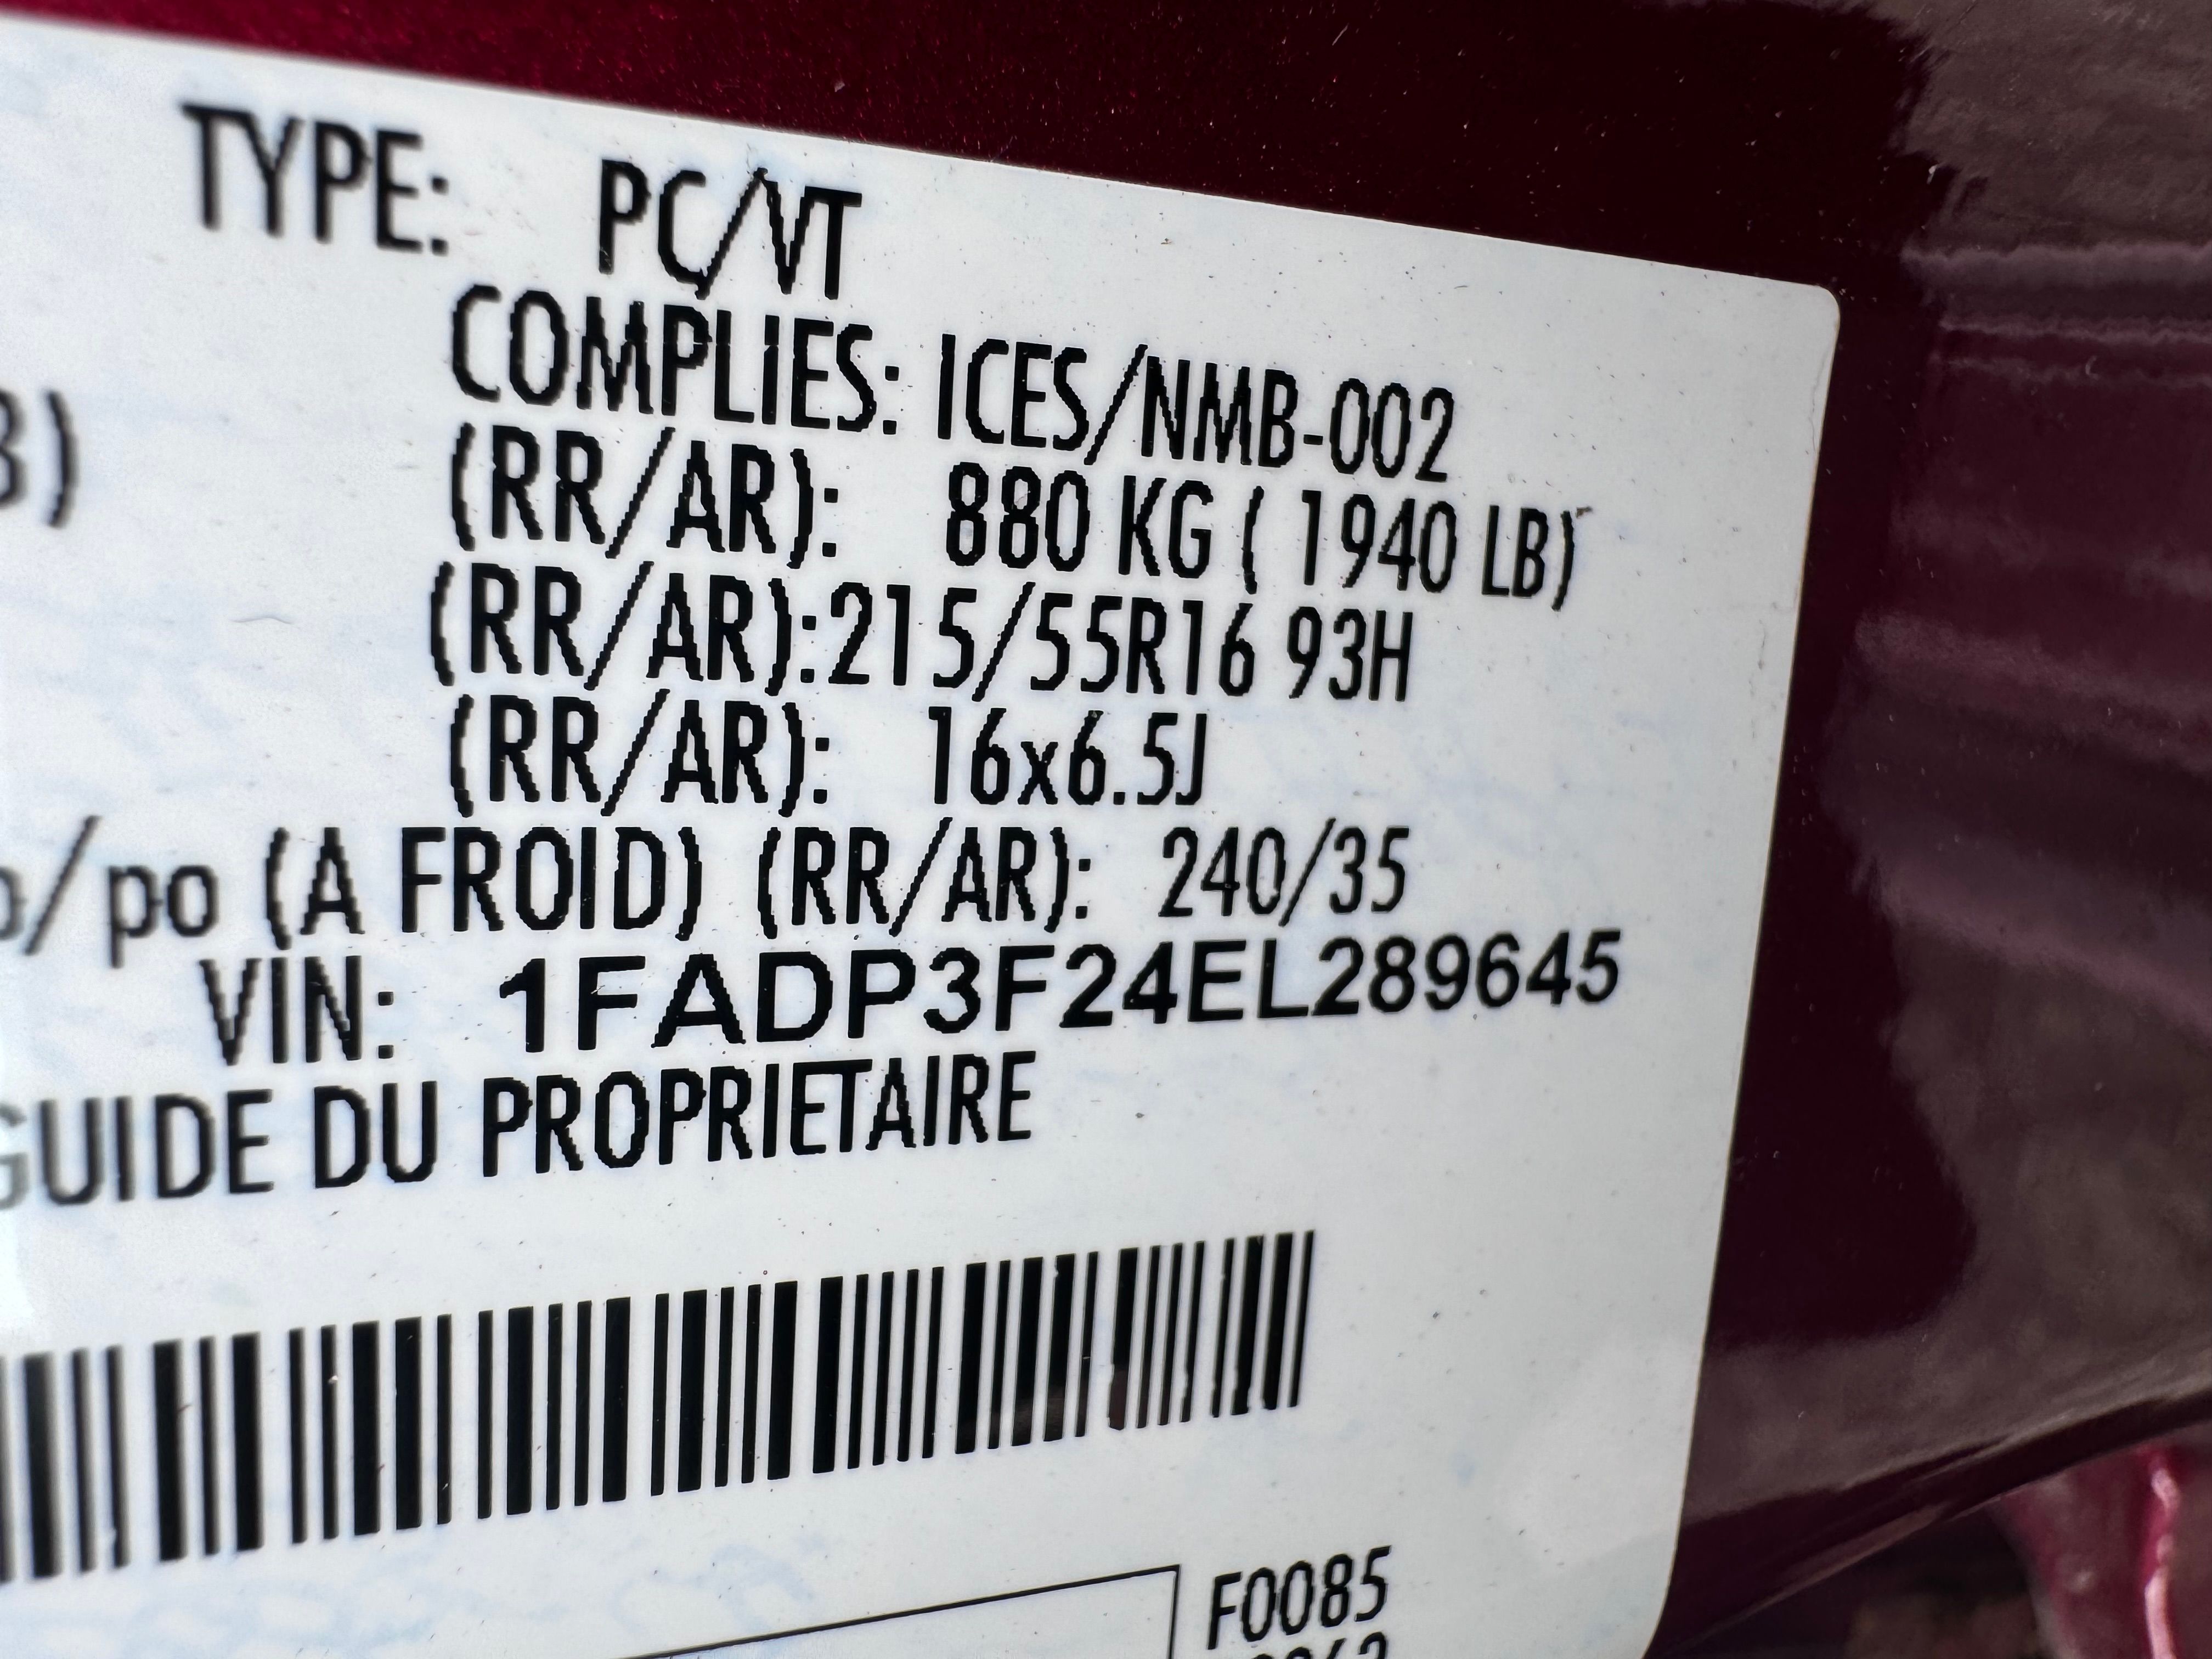 TYPE: PC/VT
COMPLIES: ICES/NMB-002
(RR/AR): 880 KG ( 1940 LB)
(RR/AR):215/55R16 93H
(RR/AR): 16x6.5J
/po (A FROID) (RR/AR): 240/35
VIN: 1FADP3F24EL289645
GUIDE DU PROPRIETAIRE
F0085